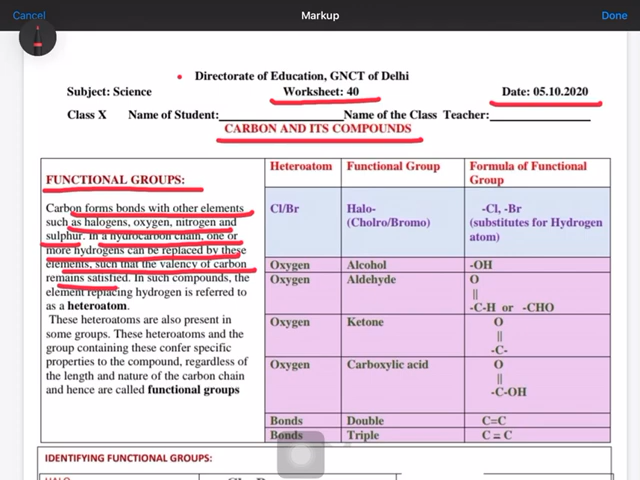 Cancel Markup Done
Directorate of Education, GNCT of Delhi
Subject: Science Worksheet: 40 Date: 05.10.2020
Class X Name of Student: Name of the Class Teacher:
CARBON AND ITS COMPOUNDS
FUNCTIONAL GROUPS:
Carbon forms bonds with other elements
such as halogens, oxygen, nitrogen and
sulphur. In a hydrocarbon chain, one or
more hydrogens can be replaced by these
elements, such that the valency of carbon
remains satisfied. In such compounds, the
element replacing hydrogen is referred to
as a heteroatom.
These heteroatoms are also present in
some groups. These heteroatoms and the
group containing these confer specific
properties to the compound, regardless of
the length and nature of the carbon chain
and hence are called functional groups
Heteroatom Functional Group Formula of Functional
Group
Cl/Br Halo- -Cl, -Br
(Cholro/Bromo) (substitutes for Hydrogen
atom)
Oxygen Alcohol -OH
Oxygen Aldehyde O
||
-C-H or -CHO
Oxygen Ketone O
||
-C-
Oxygen Carboxylic acid O
||
-C-OH
Bonds Double C=C
Bonds Triple C ≡ C
IDENTIFYING FUNCTIONAL GROUPS: